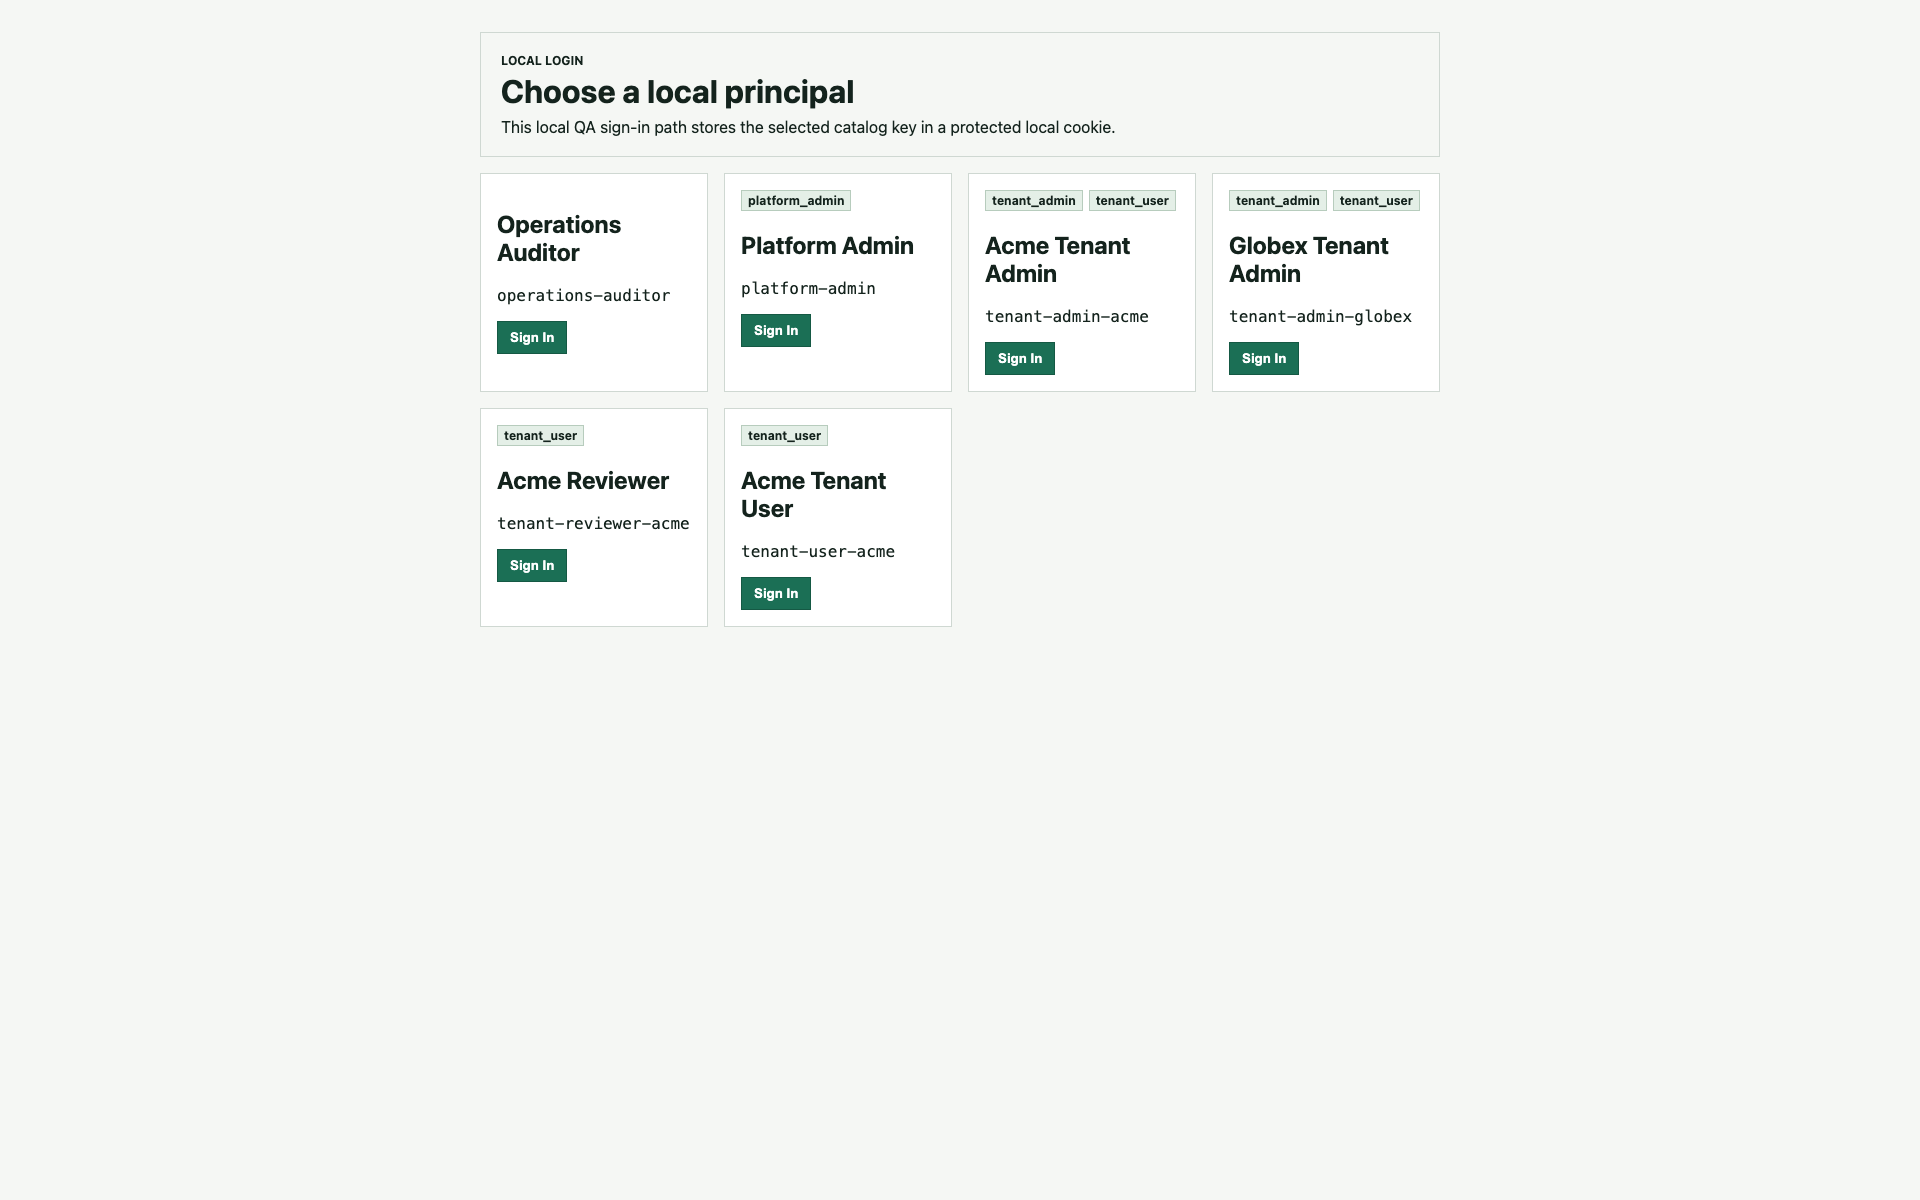 LOCAL LOGIN
Choose a local principal
This local QA sign-in path stores the selected catalog key in a protected local cookie.
Operations
Auditor
operations-auditor
Sign In
platform_admin
Platform Admin
platform-admin
Sign In
tenant_admin tenant_user
Acme Tenant
Admin
tenant-admin-acme
Sign In
tenant_admin tenant_user
Globex Tenant
Admin
tenant-admin-globex
Sign In
tenant_user
Acme Reviewer
tenant-reviewer-acme
Sign In
tenant_user
Acme Tenant
User
tenant-user-acme
Sign In